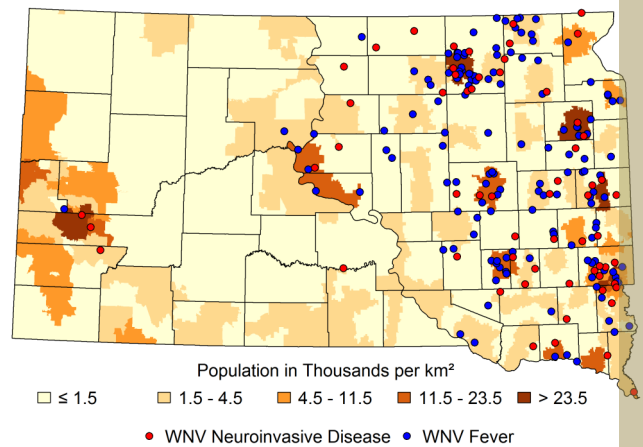 Population in Thousands per km²
≤ 1.5 1.5 - 4.5 4.5 - 11.5 11.5 - 23.5 > 23.5
WNV Neuroinvasive Disease WNV Fever